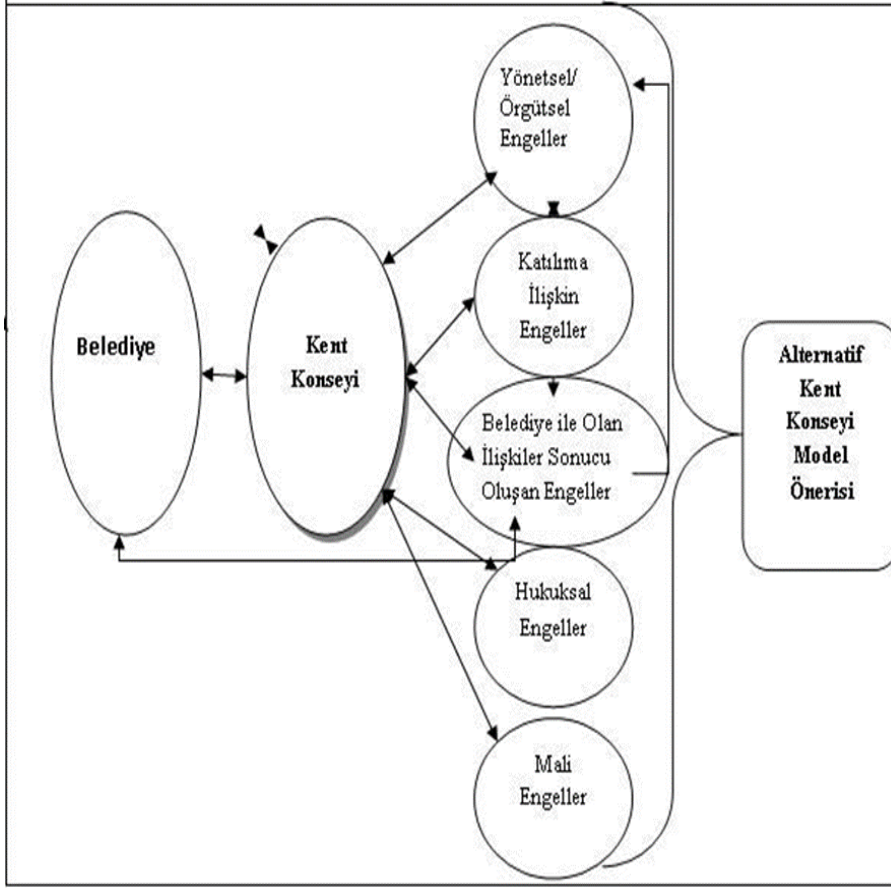 Yönetsel/
Örgütsel
Engeller
Katılıma
İlişkin
Engeller
Belediye
Kent
Konseyi
Belediye ile Olan
İlişkiler Sonucu
Oluşan Engeller
Hukuksal
Engeller
Mali
Engeller
Alternatif
Kent
Konseyi
Model
Önerisi